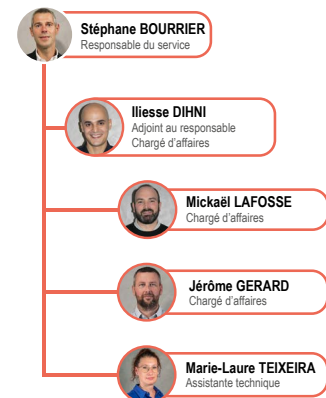 Stéphane BOURRIER
Responsable du service
Iliesse DIHNI
Adjoint au responsable
Chargé d'affaires
Mickaël LAFOSSE
Chargé d'affaires
Jérôme GERARD
Chargé d'affaires
Marie-Laure TEIXEIRA
Assistante technique